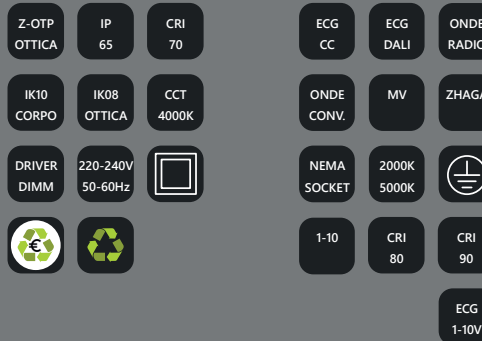 Z-OTP
OTTICA
IP
65
CRI
70
ECG
CC
ECG
DALI
ONDE
RADIO
IK10
CORPO
IK08
OTTICA
CCT
4000K
ONDE
CONV.
MV
ZHAGA
DRIVER
DIMM
220-240V
50-60Hz
NEMA
SOCKET
2000K
5000K
€
1-10
CRI
80
CRI
90
ECG
1-10V